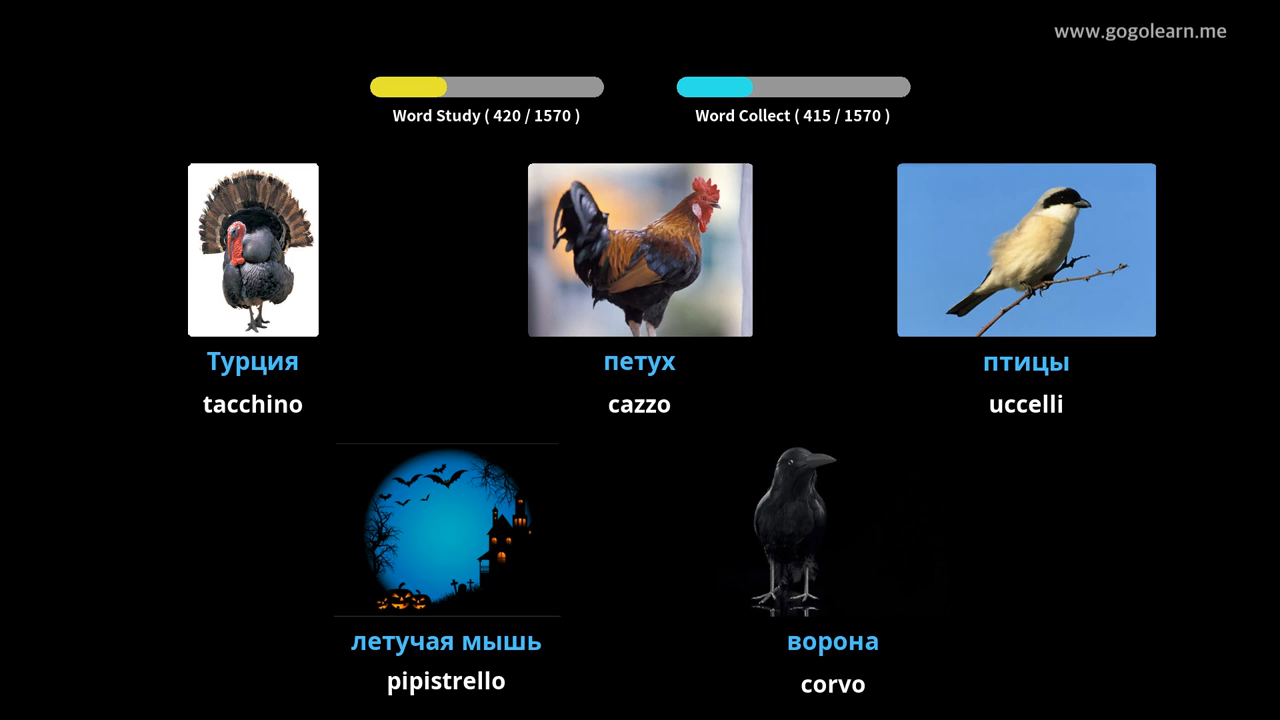 www.gogolearn.me
Word Study ( 420 / 1570 )
Word Collect ( 415 / 1570 )
Турция
петух
птицы
tacchino
cazzo
uccelli
летучая мышь
ворона
pipistrello
corvo